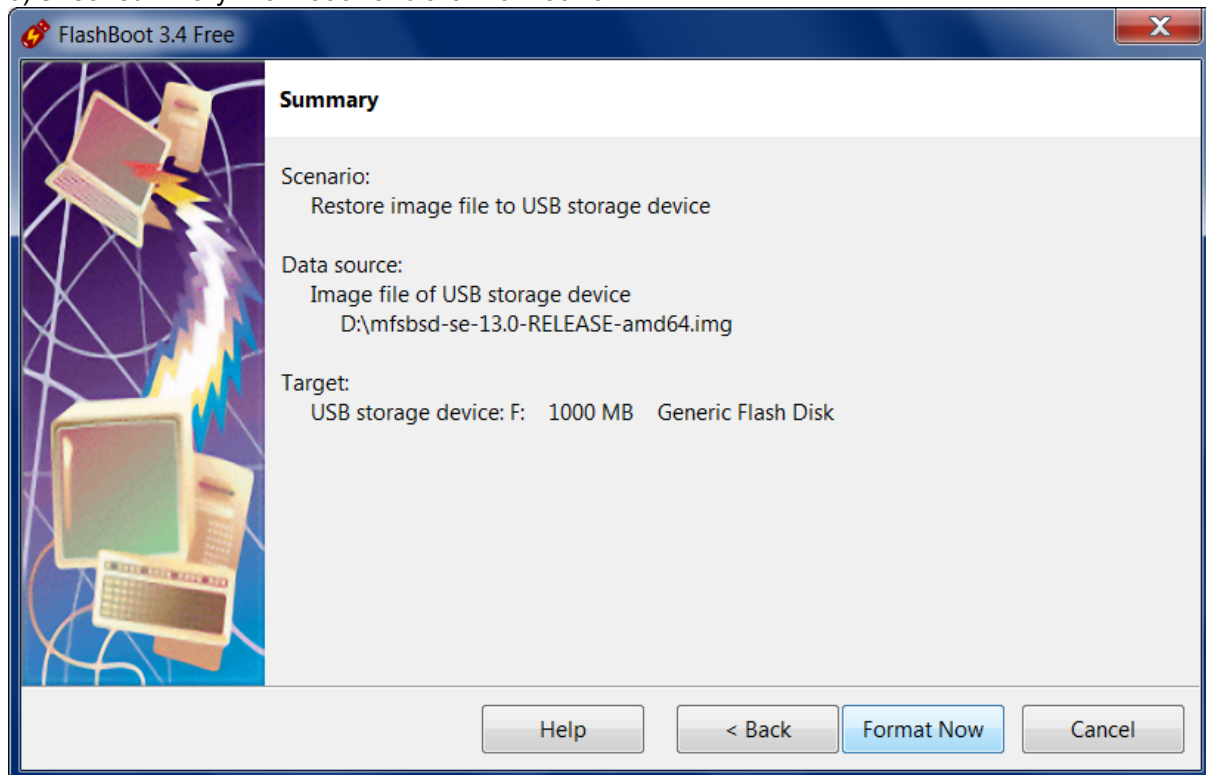 FlashBoot 3.4 Free
Summary
Scenario:
Restore image file to USB storage device
Data source:
Image file of USB storage device
D:\mfsbsd-se-13.0-RELEASE-amd64.img
Target:
USB storage device: F: 1000 MB Generic Flash Disk
Help
< Back
Format Now
Cancel